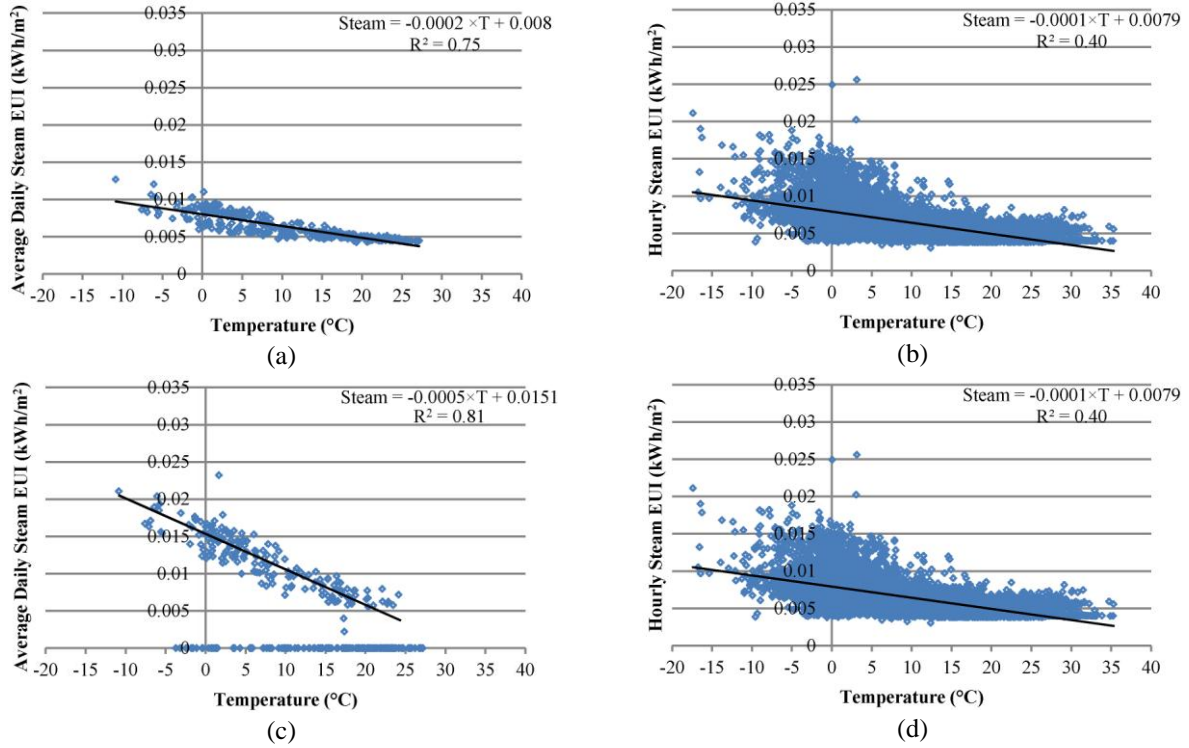 Average Daily Steam EUI (kWh/m²)
0.035
0.03
0.025
0.02
0.015
0.01
0.005
0
Steam = -0.0002 ×T + 0.008
R² = 0.75
-20 -15 -10 -5 0 5 10 15 20 25 30 35 40
Temperature (°C)
(a)
Hourly Steam EUI (kWh/m²)
0.035
0.03
0.025
0.02
0.015
0.01
0.005
0
Steam = -0.0001×T + 0.0079
R² = 0.40
-20 -15 -10 -5 0 5 10 15 20 25 30 35 40
Temperature (°C)
(b)
Average Daily Steam EUI (kWh/m²)
0.035
0.03
0.025
0.02
0.015
0.01
0.005
0
Steam = -0.0005×T + 0.0151
R² = 0.81
-20 -15 -10 -5 0 5 10 15 20 25 30 35 40
Temperature (°C)
(c)
Hourly Steam EUI (kWh/m²)
0.035
0.03
0.025
0.02
0.015
0.01
0.005
0
Steam = -0.0001×T + 0.0079
R² = 0.40
-20 -15 -10 -5 0 5 10 15 20 25 30 35 40
Temperature (°C)
(d)